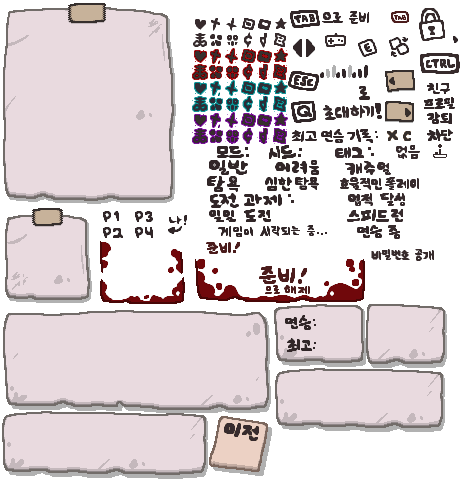 TAB 으로 준비 TAB
E
ESC CTRL
로 친구
Q 초대하기! 프로필
강퇴
최고 연승 기록: X C 차단
모드: 시드: 태그: 없음
일반 어려움 캐주얼
탐욕 심한 탐욕 효율적인 플레이
도전 과제: 업적 달성
일일 도전 스피드런
게임이 시작되는 중... 연승 중
P1 P3 나!
P2 P4
준비! 비밀번호 공개
준비!
으로 해제
연승:
최고:
이전